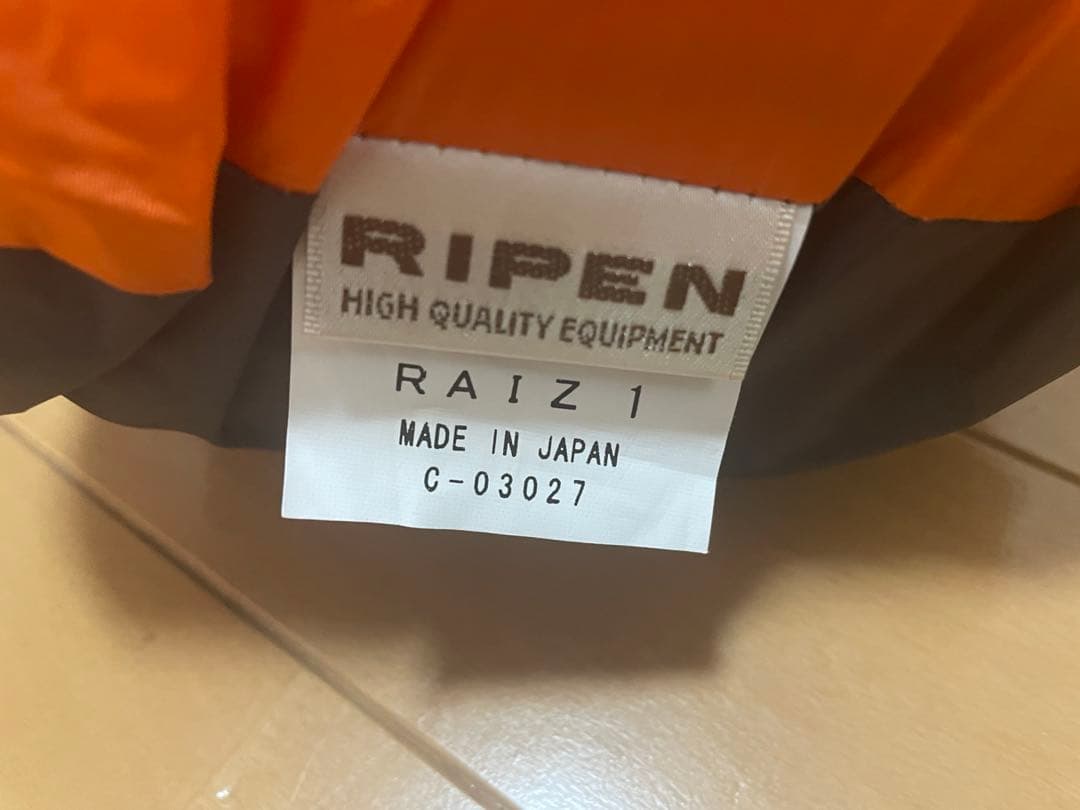 RIPEN
HIGH QUALITY EQUIPMENT
RAIZ 1
MADE IN JAPAN
C-03027